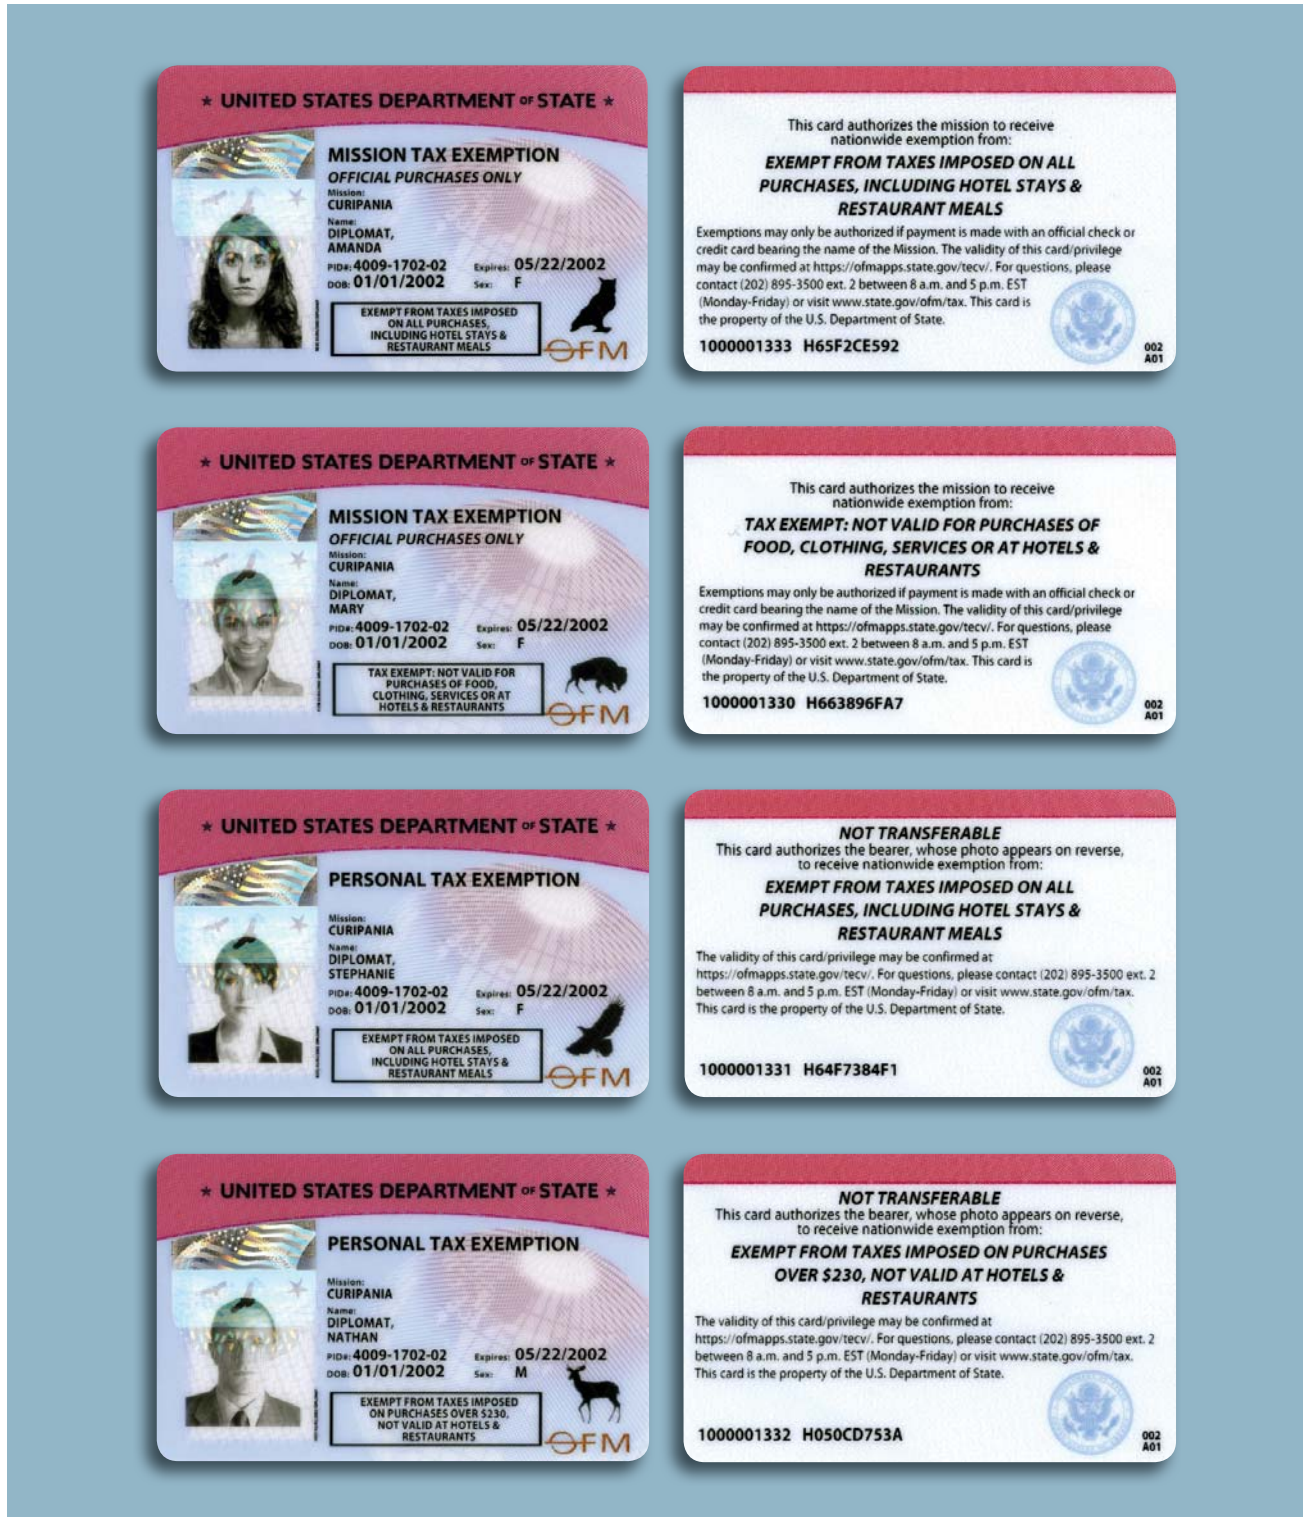 ★ UNITED STATES DEPARTMENT OF STATE ★
MISSION TAX EXEMPTION
OFFICIAL PURCHASES ONLY
Mission:
CURIPANIA
Name:
DIPLOMAT,
AMANDA
PID#: 4009-1702-02 Expires: 05/22/2002
DOB: 01/01/2002 Sex: F
EXEMPT FROM TAXES IMPOSED
ON ALL PURCHASES,
INCLUDING HOTEL STAYS &
RESTAURANT MEALS
OFM
This card authorizes the mission to receive
nationwide exemption from:
EXEMPT FROM TAXES IMPOSED ON ALL
PURCHASES, INCLUDING HOTEL STAYS &
RESTAURANT MEALS
Exemptions may only be authorized if payment is made with an official check or
credit card bearing the name of the Mission. The validity of this card/privilege
may be confirmed at https://ofmapps.state.gov/tecv/. For questions, please
contact (202) 895-3500 ext. 2 between 8 a.m. and 5 p.m. EST
(Monday-Friday) or visit www.state.gov/ofm/tax. This card is
the property of the U.S. Department of State.
1000001333 H65F2CE592
002
A01
★ UNITED STATES DEPARTMENT OF STATE ★
MISSION TAX EXEMPTION
OFFICIAL PURCHASES ONLY
Mission:
CURIPANIA
Name:
DIPLOMAT,
MARY
PID#: 4009-1702-02 Expires: 05/22/2002
DOB: 01/01/2002 Sex: F
TAX EXEMPT: NOT VALID FOR
PURCHASES OF FOOD,
CLOTHING, SERVICES OR AT
HOTELS & RESTAURANTS
OFM
This card authorizes the mission to receive
nationwide exemption from:
TAX EXEMPT: NOT VALID FOR PURCHASES OF
FOOD, CLOTHING, SERVICES OR AT HOTELS &
RESTAURANTS
Exemptions may only be authorized if payment is made with an official check or
credit card bearing the name of the Mission. The validity of this card/privilege
may be confirmed at https://ofmapps.state.gov/tecv/. For questions, please
contact (202) 895-3500 ext. 2 between 8 a.m. and 5 p.m. EST
(Monday-Friday) or visit www.state.gov/ofm/tax. This card is
the property of the U.S. Department of State.
1000001330 H663896FA7
002
A01
★ UNITED STATES DEPARTMENT OF STATE ★
PERSONAL TAX EXEMPTION
Mission:
CURIPANIA
Name:
DIPLOMAT,
STEPHANIE
PID#: 4009-1702-02 Expires: 05/22/2002
DOB: 01/01/2002 Sex: F
EXEMPT FROM TAXES IMPOSED
ON ALL PURCHASES,
INCLUDING HOTEL STAYS &
RESTAURANT MEALS
OFM
NOT TRANSFERABLE
This card authorizes the bearer, whose photo appears on reverse,
to receive nationwide exemption from:
EXEMPT FROM TAXES IMPOSED ON ALL
PURCHASES, INCLUDING HOTEL STAYS &
RESTAURANT MEALS
The validity of this card/privilege may be confirmed at
https://ofmapps.state.gov/tecv/. For questions, please contact (202) 895-3500 ext. 2
between 8 a.m. and 5 p.m. EST (Monday-Friday) or visit www.state.gov/ofm/tax.
This card is the property of the U.S. Department of State.
1000001331 H64F7384F1
002
A01
★ UNITED STATES DEPARTMENT OF STATE ★
PERSONAL TAX EXEMPTION
Mission:
CURIPANIA
Name:
DIPLOMAT,
NATHAN
PID#: 4009-1702-02 Expires: 05/22/2002
DOB: 01/01/2002 Sex: M
EXEMPT FROM TAXES IMPOSED
ON PURCHASES OVER $230,
NOT VALID AT HOTELS &
RESTAURANTS
OFM
NOT TRANSFERABLE
This card authorizes the bearer, whose photo appears on reverse,
to receive nationwide exemption from:
EXEMPT FROM TAXES IMPOSED ON PURCHASES
OVER $230, NOT VALID AT HOTELS &
RESTAURANTS
The validity of this card/privilege may be confirmed at
https://ofmapps.state.gov/tecv/. For questions, please contact (202) 895-3500 ext. 2
between 8 a.m. and 5 p.m. EST (Monday-Friday) or visit www.state.gov/ofm/tax.
This card is the property of the U.S. Department of State.
1000001332 H050CD753A
002
A01